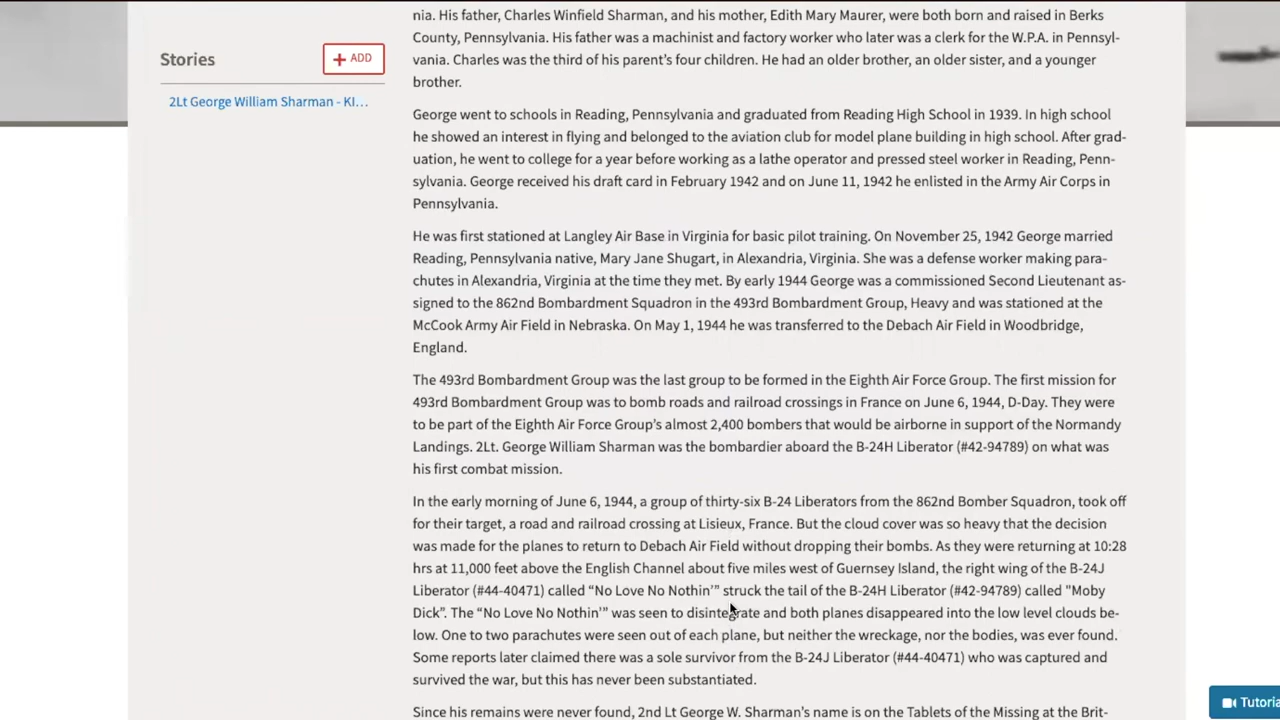 Stories
+ ADD
2Lt George William Sharman - KI...
nia. His father, Charles Winfield Sharman, and his mother, Edith Mary Maurer, were both born and raised in Berks
County, Pennsylvania. His father was a machinist and factory worker who later was a clerk for the W.P.A. in Pennsyl-
vania. Charles was the third of his parent's four children. He had an older brother, an older sister, and a younger
brother.
George went to schools in Reading, Pennsylvania and graduated from Reading High School in 1939. In high school
he showed an interest in flying and belonged to the aviation club for model plane building in high school. After grad-
uation, he went to college for a year before working as a lathe operator and pressed steel worker in Reading, Penn-
sylvania. George received his draft card in February 1942 and on June 11, 1942 he enlisted in the Army Air Corps in
Pennsylvania.
He was first stationed at Langley Air Base in Virginia for basic pilot training. On November 25, 1942 George married
Reading, Pennsylvania native, Mary Jane Shugart, in Alexandria, Virginia. She was a defense worker making para-
chutes in Alexandria, Virginia at the time they met. By early 1944 George was a commissioned Second Lieutenant as-
signed to the 862nd Bombardment Squadron in the 493rd Bombardment Group, Heavy and was stationed at the
McCook Army Air Field in Nebraska. On May 1, 1944 he was transferred to the Debach Air Field in Woodbridge,
England.
The 493rd Bombardment Group was the last group to be formed in the Eighth Air Force Group. The first mission for
493rd Bombardment Group was to bomb roads and railroad crossings in France on June 6, 1944, D-Day. They were
to be part of the Eighth Air Force Group's almost 2,400 bombers that would be airborne in support of the Normandy
Landings. 2Lt. George William Sharman was the bombardier aboard the B-24H Liberator (#42-94789) on what was
his first combat mission.
In the early morning of June 6, 1944, a group of thirty-six B-24 Liberators from the 862nd Bomber Squadron, took off
for their target, a road and railroad crossing at Lisieux, France. But the cloud cover was so heavy that the decision
was made for the planes to return to Debach Air Field without dropping their bombs. As they were returning at 10:28
hrs at 11,000 feet above the English Channel about five miles west of Guernsey Island, the right wing of the B-24J
Liberator (#44-40471) called “No Love No Nothin’” struck the tail of the B-24H Liberator (#42-94789) called "Moby
Dick”. The “No Love No Nothin’” was seen to disintegrate and both planes disappeared into the low level clouds be-
low. One to two parachutes were seen out of each plane, but neither the wreckage, nor the bodies, was ever found.
Some reports later claimed there was a sole survivor from the B-24J Liberator (#44-40471) who was captured and
survived the war, but this has never been substantiated.
Since his remains were never found, 2nd Lt George W. Sharman's name is on the Tablets of the Missing at the Brit-